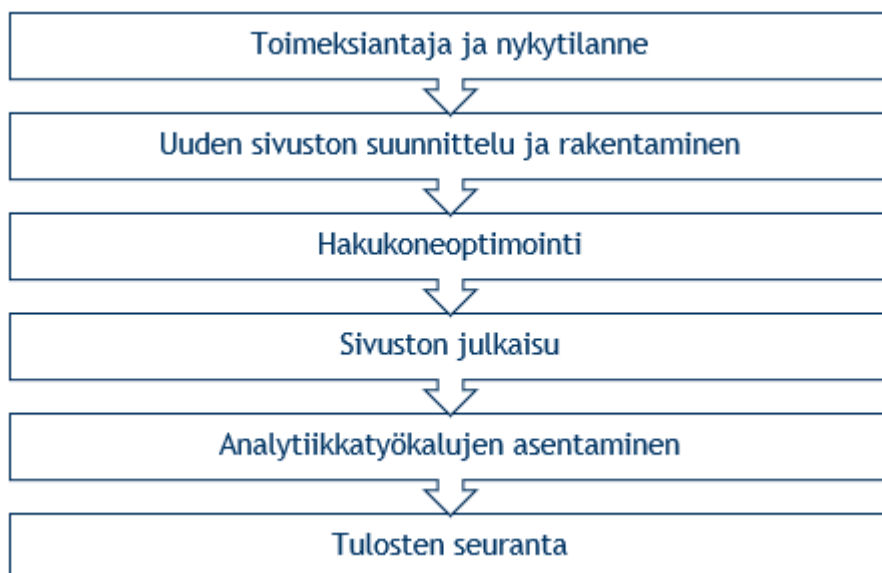 Toimeksiantaja ja nykytilanne
Uuden sivuston suunnittelu ja rakentaminen
Hakukoneoptimointi
Sivuston julkaisu
Analytiikkatyökalujen asentaminen
Tulosten seuranta